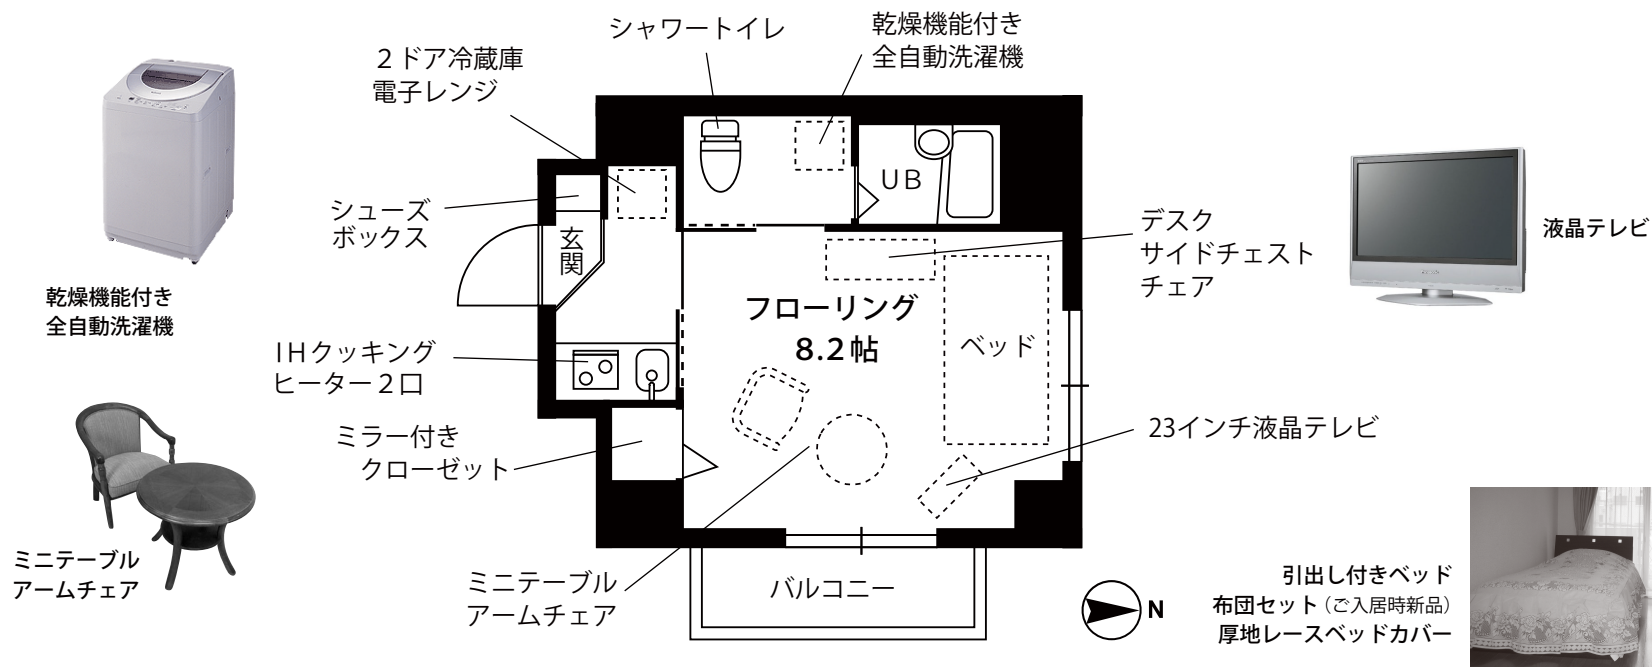 シャワートイレ
乾燥機能付き
全自動洗濯機
２ドア冷蔵庫
電子レンジ
シューズ
ボックス
玄関
UB
デスク
サイドチェスト
チェア
液晶テレビ
乾燥機能付き
全自動洗濯機
フローリング
8.2帖
ベッド
IHクッキング
ヒーター２口
ミラー付き
クローゼット
23インチ液晶テレビ
ミニテーブル
アームチェア
ミニテーブル
アームチェア
バルコニー
N
引出し付きベッド
布団セット（ご入居時新品）
厚地レースベッドカバー